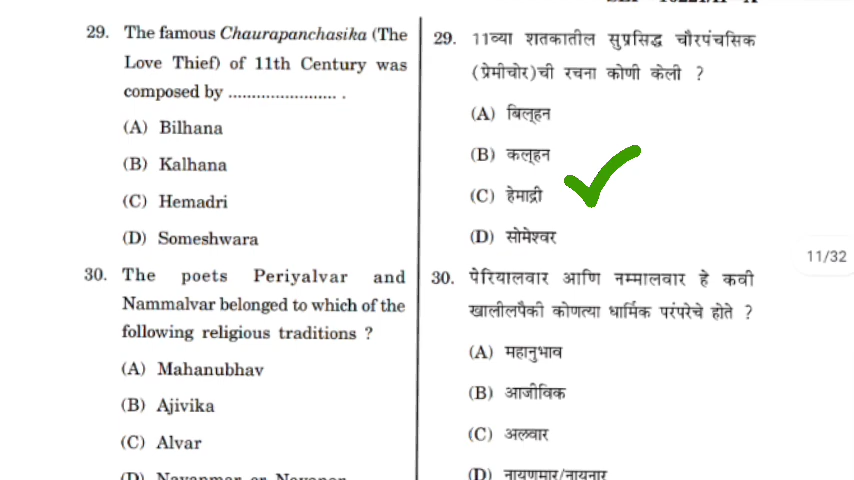 29. The famous Chaurapanchasika (The
Love Thief) of 11th Century was
composed by ........................ .
(A) Bilhana
(B) Kalhana
(C) Hemadri
(D) Someshwara
30. The poets Periyalvar and
Nammalvar belonged to which of the
following religious traditions ?
(A) Mahanubhav
(B) Ajivika
(C) Alvar
29. 11व्या शतकातील सुप्रसिद्ध चौरपंचसिक
(प्रेमीचोर)ची रचना कोणी केली ?
(A) बिल्हन
(B) कल्हन
(C) हेमाद्री
(D) सोमेश्वर
30. पेरियालवार आणि नम्मालवार हे कवी
खालीलपैकी कोणत्या धार्मिक परंपरेचे होते ?
(A) महानुभाव
(B) आजीविक
(C) अलवार
(D) नायणमार/नायनार
11/32